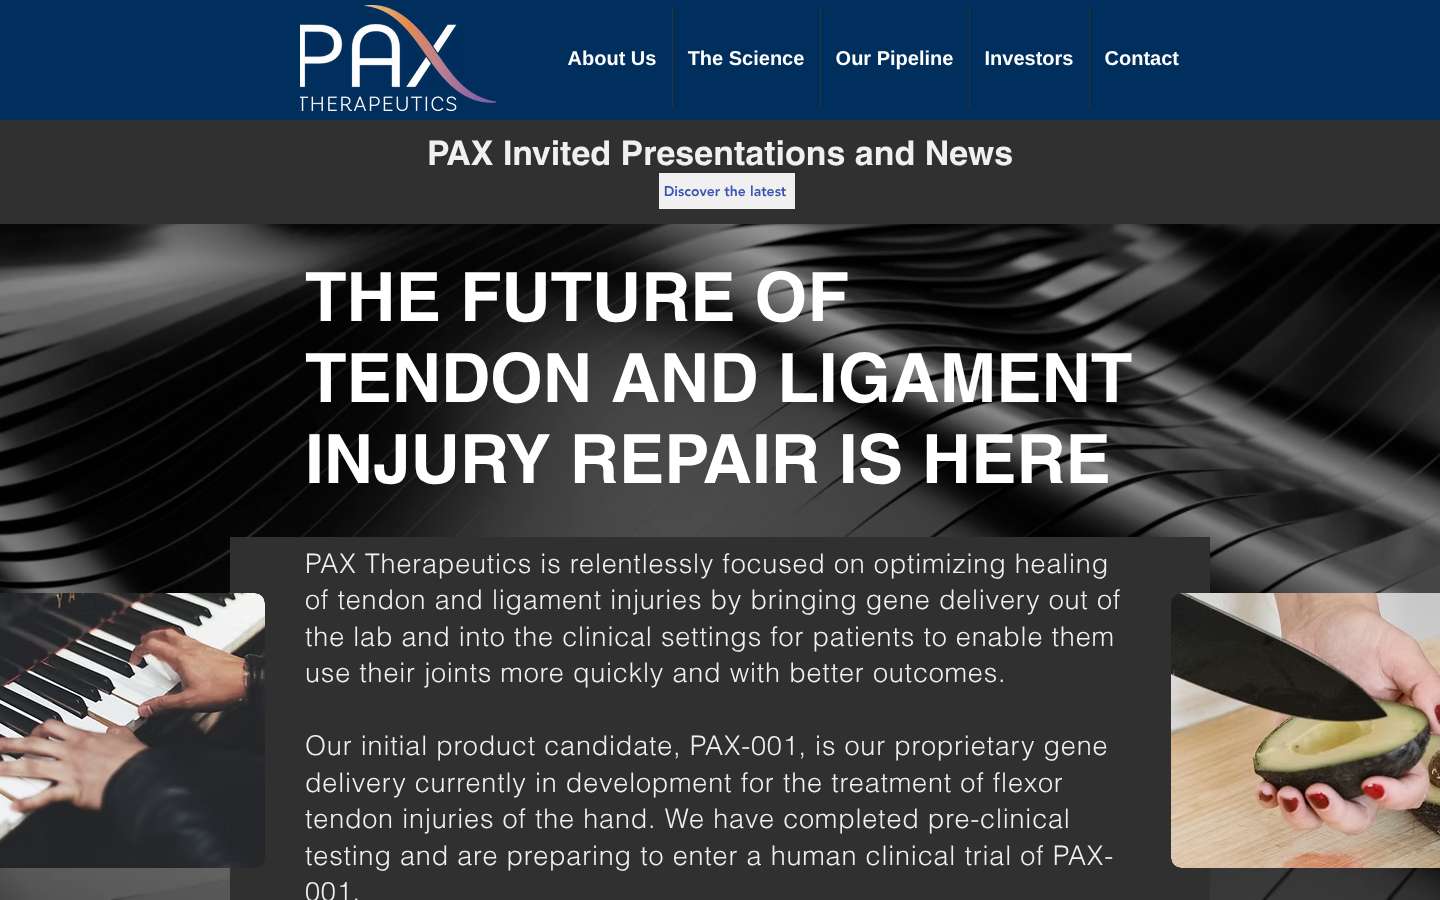 PAX
THERAPEUTICS
About Us
The Science
Our Pipeline
Investors
Contact
PAX Invited Presentations and News
Discover the latest
THE FUTURE OF
TENDON AND LIGAMENT
INJURY REPAIR IS HERE
PAX Therapeutics is relentlessly focused on optimizing healing
of tendon and ligament injuries by bringing gene delivery out of
the lab and into the clinical settings for patients to enable them
use their joints more quickly and with better outcomes.
Our initial product candidate, PAX-001, is our proprietary gene
delivery currently in development for the treatment of flexor
tendon injuries of the hand. We have completed pre-clinical
testing and are preparing to enter a human clinical trial of PAX-
001.